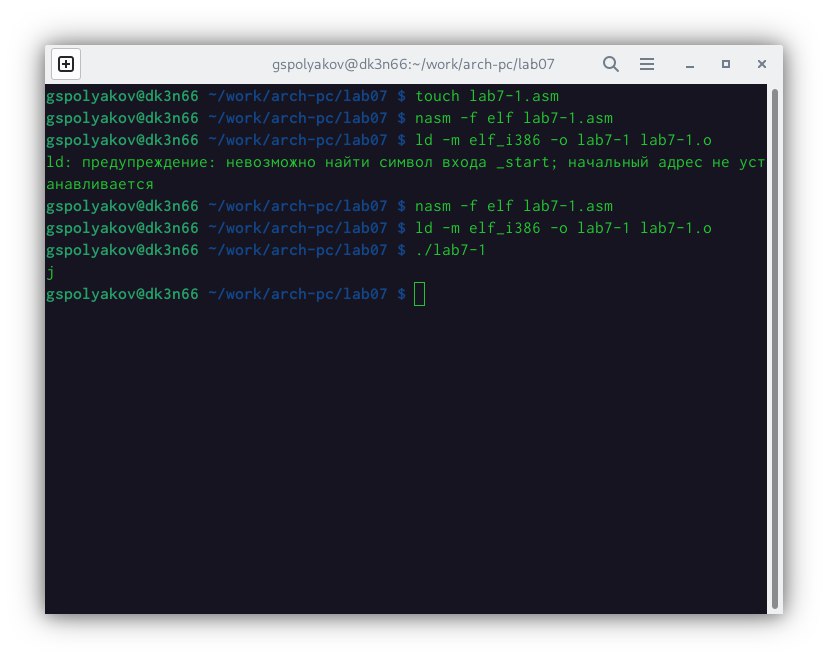 gspolyakov@dk3n66:~/work/arch-pc/lab07
gspolyakov@dk3n66 ~/work/arch-pc/lab07 $ touch lab7-1.asm
gspolyakov@dk3n66 ~/work/arch-pc/lab07 $ nasm -f elf lab7-1.asm
gspolyakov@dk3n66 ~/work/arch-pc/lab07 $ ld -m elf_i386 -o lab7-1 lab7-1.o
ld: предупреждение: невозможно найти символ входа _start; начальный адрес не уст
анавливается
gspolyakov@dk3n66 ~/work/arch-pc/lab07 $ nasm -f elf lab7-1.asm
gspolyakov@dk3n66 ~/work/arch-pc/lab07 $ ld -m elf_i386 -o lab7-1 lab7-1.o
gspolyakov@dk3n66 ~/work/arch-pc/lab07 $ ./lab7-1
j
gspolyakov@dk3n66 ~/work/arch-pc/lab07 $